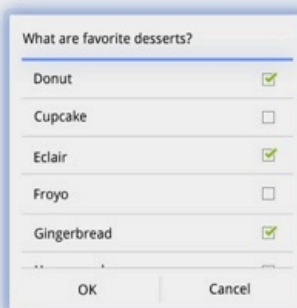 What are favorite desserts?
Donut
Cupcake
Eclair
Froyo
Gingerbread
OK
Cancel